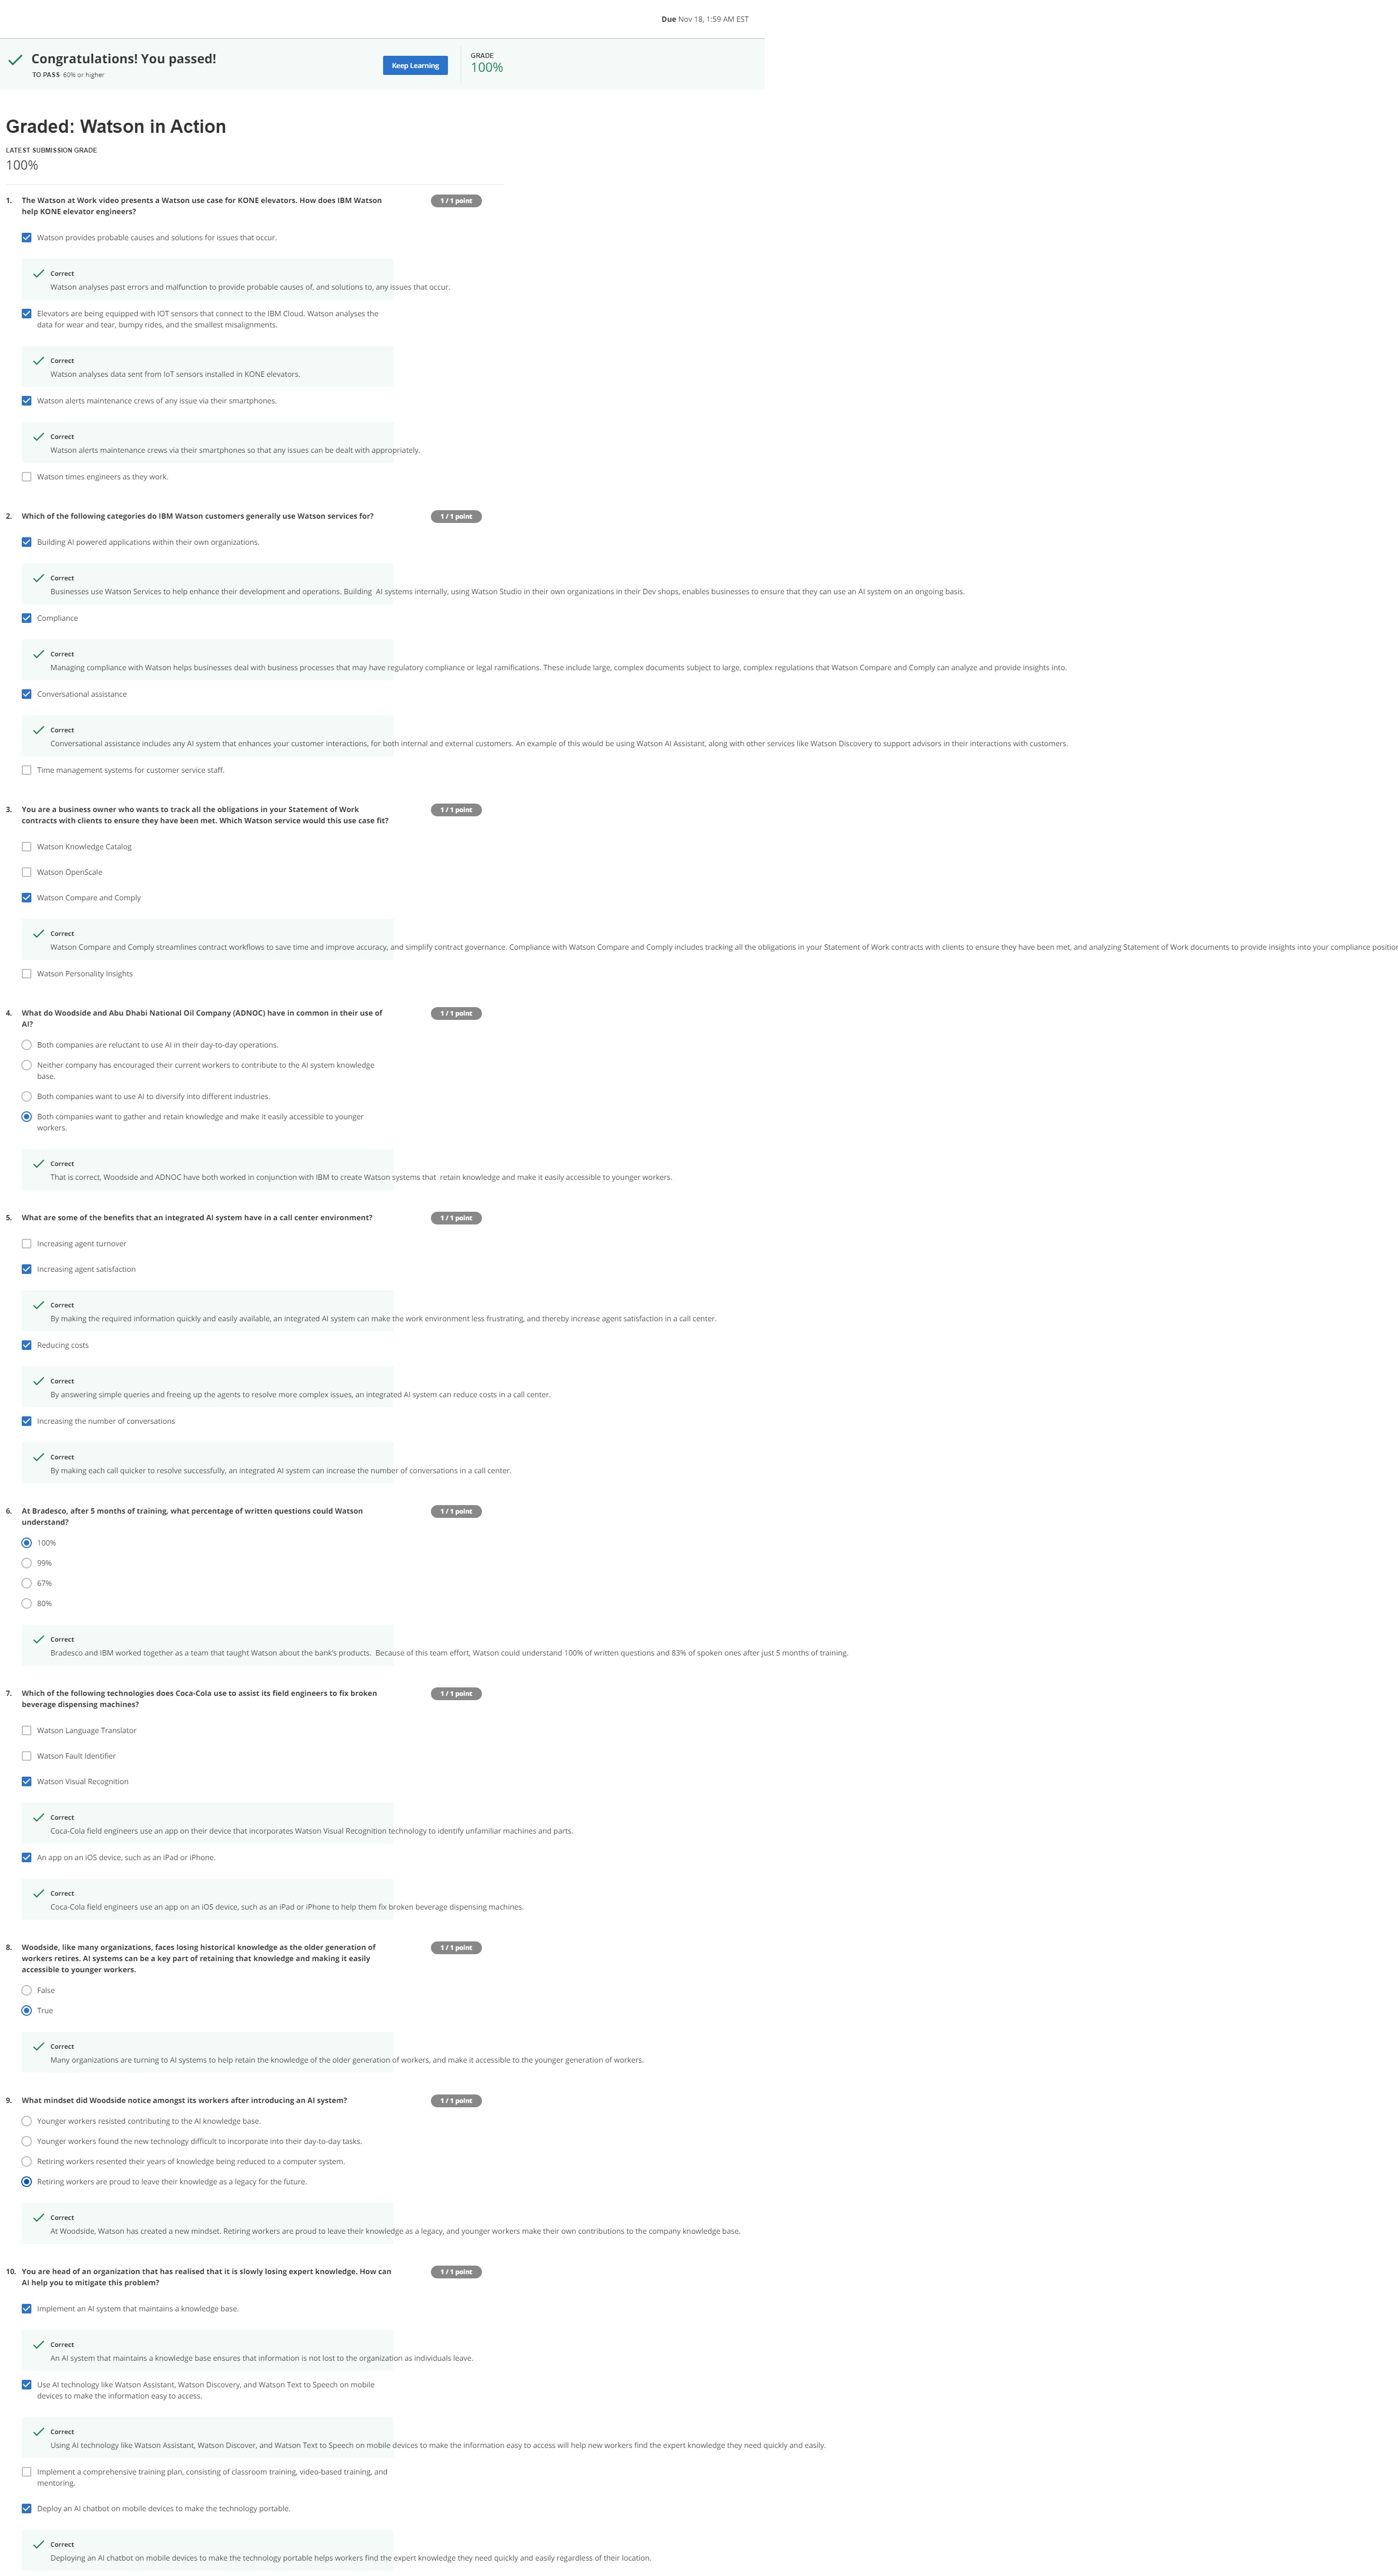 Due Nov 18, 1:59 AM EST
Congratulations! You passed!
TO PASS 60% or higher
Keep Learning
GRADE
100%
Graded: Watson in Action
LATEST SUBMISSION GRADE
100%
1. The Watson at Work video presents a Watson use case for KONE elevators. How does IBM Watson
help KONE elevator engineers?
1 / 1 point
Watson provides probable causes and solutions for issues that occur.
Correct
Watson analyses past errors and malfunction to provide probable causes of, and solutions to, any issues that occur.
Elevators are being equipped with IOT sensors that connect to the IBM Cloud. Watson analyses the
data for wear and tear, bumpy rides, and the smallest misalignments.
Correct
Watson analyses data sent from IoT sensors installed in KONE elevators.
Watson alerts maintenance crews of any issue via their smartphones.
Correct
Watson alerts maintenance crews via their smartphones so that any issues can be dealt with appropriately.
Watson times engineers as they work.
2. Which of the following categories do IBM Watson customers generally use Watson services for?
1 / 1 point
Building AI powered applications within their own organizations.
Correct
Businesses use Watson Services to help enhance their development and operations. Building  AI systems internally, using Watson Studio in their own organizations in their Dev shops, enables businesses to ensure that they can use an AI system on an ongoing basis.
Compliance
Correct
Managing compliance with Watson helps businesses deal with business processes that may have regulatory compliance or legal ramifications. These include large, complex documents subject to large, complex regulations that Watson Compare and Comply can analyze and provide insights into.
Conversational assistance
Correct
Conversational assistance includes any AI system that enhances your customer interactions, for both internal and external customers. An example of this would be using Watson AI Assistant, along with other services like Watson Discovery to support advisors in their interactions with customers.
Time management systems for customer service staff.
3. You are a business owner who wants to track all the obligations in your Statement of Work
contracts with clients to ensure they have been met. Which Watson service would this use case fit?
1 / 1 point
Watson Knowledge Catalog
Watson OpenScale
Watson Compare and Comply
Correct
Watson Compare and Comply streamlines contract workflows to save time and improve accuracy, and simplify contract governance. Compliance with Watson Compare and Comply includes tracking all the obligations in your Statement of Work contracts with clients to ensure they have been met, and analyzing Statement of Work documents to provide insights into your compliance position
Watson Personality Insights
4. What do Woodside and Abu Dhabi National Oil Company (ADNOC) have in common in their use of
AI?
1 / 1 point
Both companies are reluctant to use AI in their day-to-day operations.
Neither company has encouraged their current workers to contribute to the AI system knowledge
base.
Both companies want to use AI to diversify into different industries.
Both companies want to gather and retain knowledge and make it easily accessible to younger
workers.
Correct
That is correct, Woodside and ADNOC have both worked in conjunction with IBM to create Watson systems that  retain knowledge and make it easily accessible to younger workers.
5. What are some of the benefits that an integrated AI system have in a call center environment?
1 / 1 point
Increasing agent turnover
Increasing agent satisfaction
Correct
By making the required information quickly and easily available, an integrated AI system can make the work environment less frustrating, and thereby increase agent satisfaction in a call center.
Reducing costs
Correct
By answering simple queries and freeing up the agents to resolve more complex issues, an integrated AI system can reduce costs in a call center.
Increasing the number of conversations
Correct
By making each call quicker to resolve successfully, an integrated AI system can increase the number of conversations in a call center.
6. At Bradesco, after 5 months of training, what percentage of written questions could Watson
understand?
1 / 1 point
100%
99%
67%
80%
Correct
Bradesco and IBM worked together as a team that taught Watson about the bank's products.  Because of this team effort, Watson could understand 100% of written questions and 83% of spoken ones after just 5 months of training.
7. Which of the following technologies does Coca-Cola use to assist its field engineers to fix broken
beverage dispensing machines?
1 / 1 point
Watson Language Translator
Watson Fault Identifier
Watson Visual Recognition
Correct
Coca-Cola field engineers use an app on their device that incorporates Watson Visual Recognition technology to identify unfamiliar machines and parts.
An app on an iOS device, such as an iPad or iPhone.
Correct
Coca-Cola field engineers use an app on an iOS device, such as an iPad or iPhone to help them fix broken beverage dispensing machines.
8. Woodside, like many organizations, faces losing historical knowledge as the older generation of
workers retires. AI systems can be a key part of retaining that knowledge and making it easily
accessible to younger workers.
1 / 1 point
False
True
Correct
Many organizations are turning to AI systems to help retain the knowledge of the older generation of workers, and make it accessible to the younger generation of workers.
9. What mindset did Woodside notice amongst its workers after introducing an AI system?
1 / 1 point
Younger workers resisted contributing to the AI knowledge base.
Younger workers found the new technology difficult to incorporate into their day-to-day tasks.
Retiring workers resented their years of knowledge being reduced to a computer system.
Retiring workers are proud to leave their knowledge as a legacy for the future.
Correct
At Woodside, Watson has created a new mindset. Retiring workers are proud to leave their knowledge as a legacy, and younger workers make their own contributions to the company knowledge base.
10. You are head of an organization that has realised that it is slowly losing expert knowledge. How can
AI help you to mitigate this problem?
1 / 1 point
Implement an AI system that maintains a knowledge base.
Correct
An AI system that maintains a knowledge base ensures that information is not lost to the organization as individuals leave.
Use AI technology like Watson Assistant, Watson Discovery, and Watson Text to Speech on mobile
devices to make the information easy to access.
Correct
Using AI technology like Watson Assistant, Watson Discover, and Watson Text to Speech on mobile devices to make the information easy to access will help new workers find the expert knowledge they need quickly and easily.
Implement a comprehensive training plan, consisting of classroom training, video-based training, and
mentoring.
Deploy an AI chatbot on mobile devices to make the technology portable.
Correct
Deploying an AI chatbot on mobile devices to make the technology portable helps workers find the expert knowledge they need quickly and easily regardless of their location.